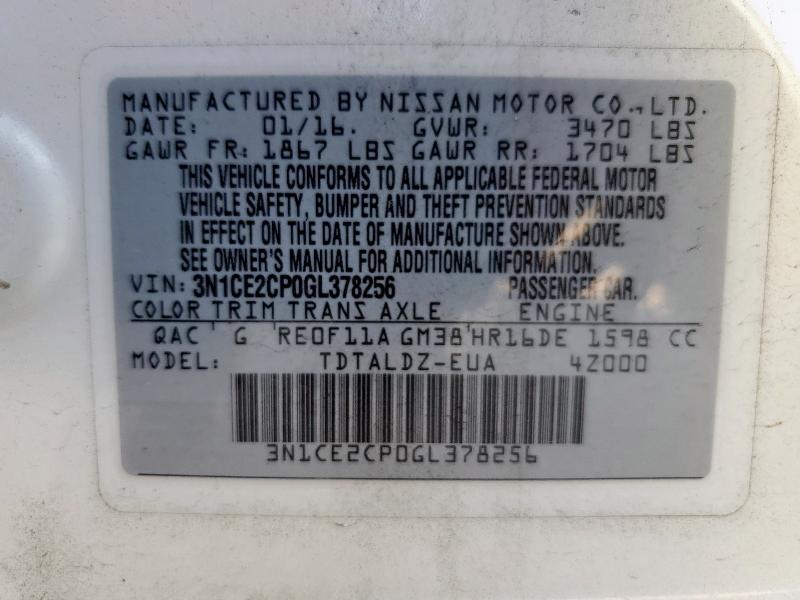 MANUFACTURED BY NISSAN MOTOR CO.,LTD.
DATE: 01/16. GVWR: 3470 LBS
GAWR FR: 1867 LBS GAWR RR: 1704 LBS
THIS VEHICLE CONFORMS TO ALL APPLICABLE FEDERAL MOTOR
VEHICLE SAFETY, BUMPER AND THEFT PREVENTION STANDARDS
IN EFFECT ON THE DATE OF MANUFACTURE SHOWN ABOVE.
SEE OWNER'S MANUAL FOR ADDITIONAL INFORMATION.
VIN: 3N1CE2CP0GL378256 PASSENGER CAR.
COLOR TRIM TRANS AXLE ENGINE
QAC ' G RE0F11A GM38 'HR16DE 1598 CC
MODEL: TDTALDZ-EUA 4Z000
3N1CE2CP0GL378256